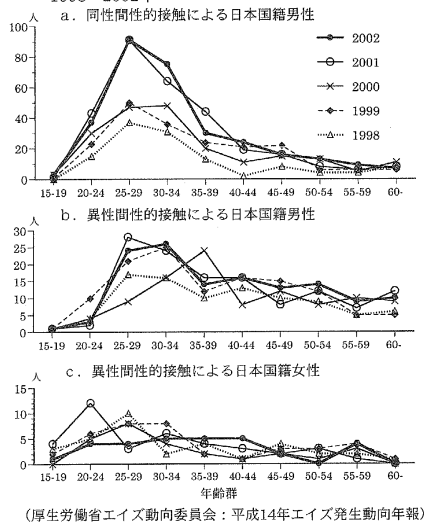 人 a．同性間性的接触による日本国籍男性
100
80
60
40
20
0
2002
2001
2000
1999
1998
15-19 20-24 25-29 30-34 35-39 40-44 45-49 50-54 55-59 60-
人 b．異性間性的接触による日本国籍男性
30
25
20
15
10
5
0
15-19 20-24 25-29 30-34 35-39 40-44 45-49 50-54 55-59 60-
人 c．異性間性的接触による日本国籍女性
15
10
5
0
15-19 20-24 25-29 30-34 35-39 40-44 45-49 50-54 55-59 60-
年齢群
(厚生労働省エイズ動向委員会：平成14年エイズ発生動向年報)